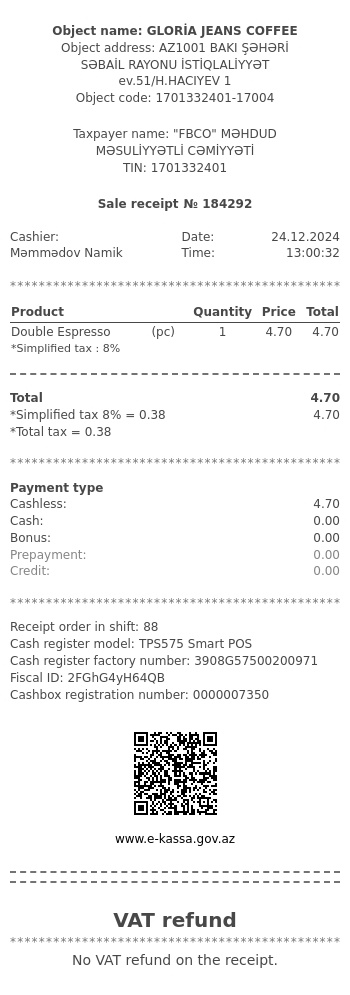 Object name: GLORİA JEANS COFFEE
Object address: AZ1001 BAKI ŞƏHƏRİ
SƏBAİL RAYONU İSTİQLALİYYƏT
ev.51/H.HACIYEV 1
Object code: 1701332401-17004
Taxpayer name: "FBCO" MƏHDUD
MƏSULİYYƏTLİ CƏMİYYƏTİ
TIN: 1701332401
Sale receipt № 184292
Cashier: Date: 24.12.2024
Məmmədov Namik Time: 13:00:32
********************************************
Product Quantity Price Total
Double Espresso (pc) 1 4.70 4.70
*Simplified tax : 8%
Total 4.70
*Simplified tax 8% = 0.38 4.70
*Total tax = 0.38
********************************************
Payment type
Cashless: 4.70
Cash: 0.00
Bonus: 0.00
Prepayment: 0.00
Credit: 0.00
********************************************
Receipt order in shift: 88
Cash register model: TPS575 Smart POS
Cash register factory number: 3908G57500200971
Fiscal ID: 2FGhG4yH64QB
Cashbox registration number: 0000007350
www.e-kassa.gov.az
VAT refund
********************************************
No VAT refund on the receipt.